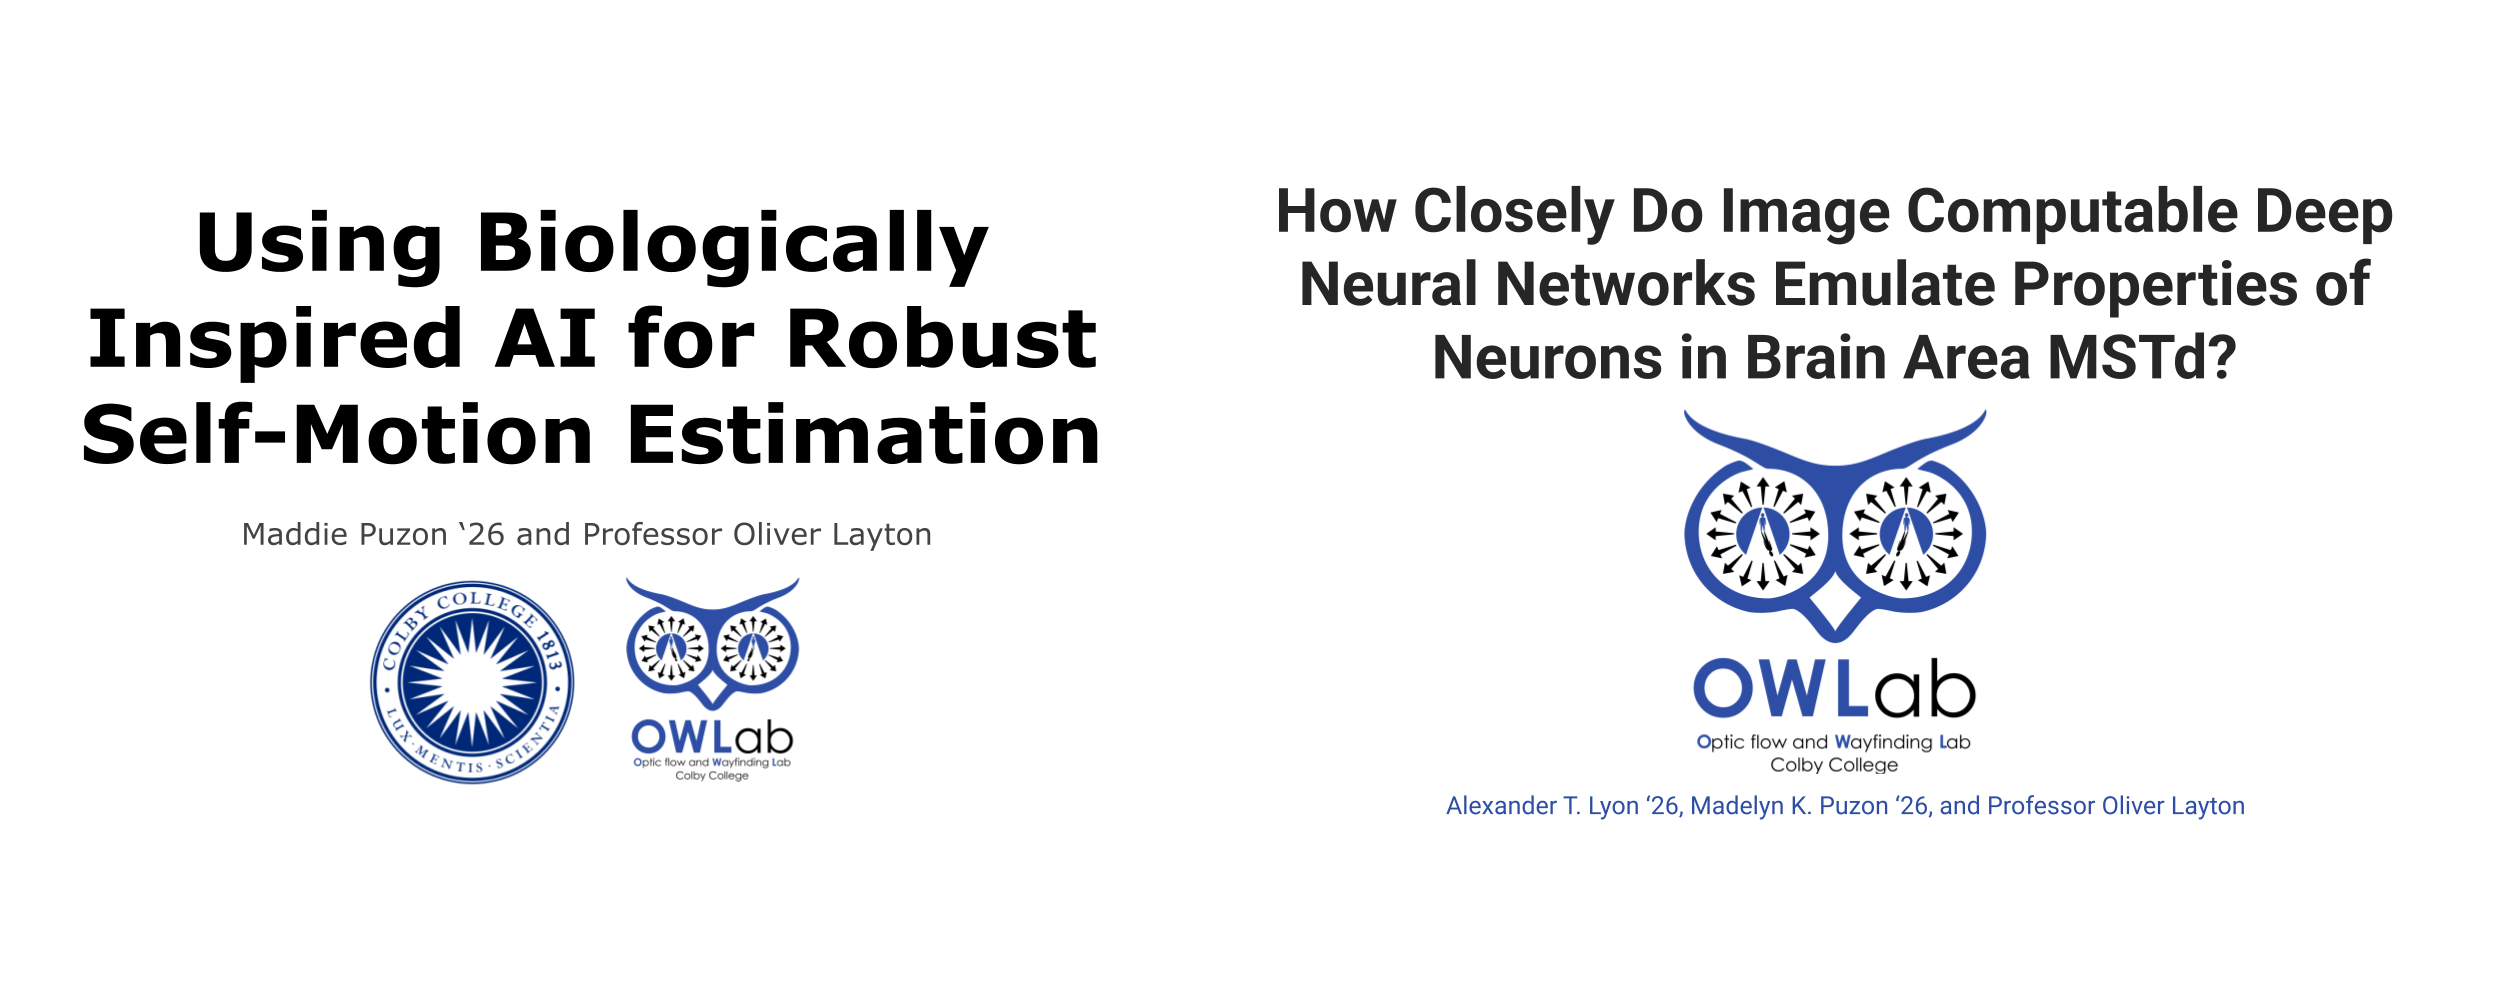 Using Biologically
Inspired AI for Robust
Self-Motion Estimation
Maddie Puzon ‘26 and Professor Oliver Layton
COLBY COLLEGE 1813
LUX · MENTIS · SCIENTIA
OWLab
Optic flow and Wayfinding Lab
Colby College
How Closely Do Image Computable Deep
Neural Networks Emulate Properties of
Neurons in Brain Area MSTd?
OWLab
Optic flow and Wayfinding Lab
Colby College
Alexander T. Lyon ‘26, Madelyn K. Puzon ‘26, and Professor Oliver Layton